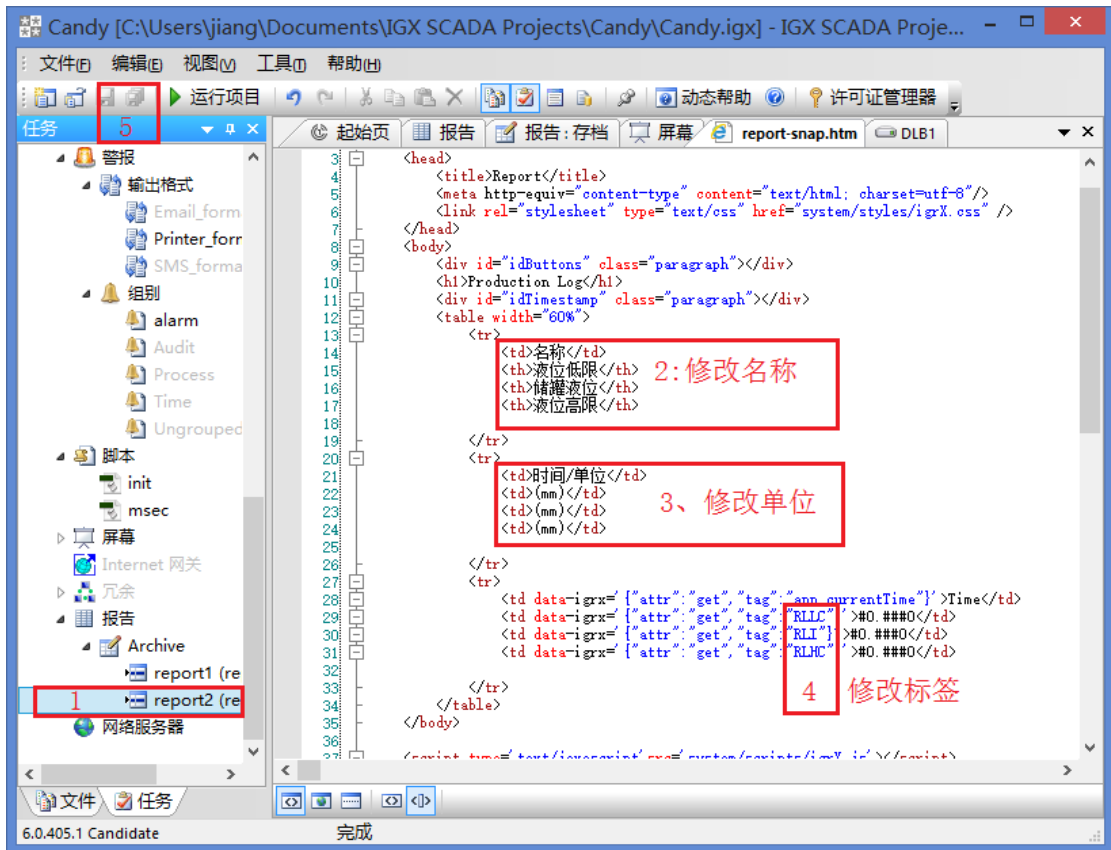 Candy [C:\Users\jiang\Documents\IGX SCADA Projects\Candy\Candy.igx] - IGX SCADA Proje...
文件(F) 编辑(E) 视图(V) 工具(T) 帮助(H)
运行项目 动态帮助 许可证管理器
任务 5
起始页 报告 报告:存档 屏幕 report-snap.htm DLB1
警报
输出格式
Email_form
Printer_forr
SMS_forma
组别
alarm
Audit
Process
Time
Ungrouped
脚本
init
msec
屏幕
Internet 网关
冗余
报告
Archive
report1 (re
1 report2 (re
网络服务器
3 <head>
4 <title>Report</title>
5 <meta http-equiv="content-type" content="text/html; charset=utf-8"/>
6 <link rel="stylesheet" type="text/css" href="system/styles/igrX.css" />
7 </head>
8 <body>
9 <div id="idButtons" class="paragraph"></div>
10 <h1>Production Log</h1>
11 <div id="idTimestamp" class="paragraph"></div>
12 <table width="60%">
13 <tr>
14 <td>名称</td>
15 <th>液位低限</th>
16 <th>储罐液位</th>
17 <th>液位高限</th>
2:修改名称
18
19 </tr>
20 <tr>
21 <td>时间/单位</td>
22 <td>(mm)</td>
23 <td>(mm)</td>
24 <td>(mm)</td>
3、修改单位
25
26 </tr>
27 <tr>
28 <td data-igrx='{"attr":"get","tag":"app_currentTime"}'>Time</td>
29 <td data-igrx='{"attr":"get","tag":"RLLC" '>#0.###0</td>
30 <td data-igrx='{"attr":"get","tag":"RLI"}'>#0.###0</td>
31 <td data-igrx='{"attr":"get","tag":"RLHC" '>#0.###0</td>
32
33 </tr>
4 修改标签
34 </table>
35 </body>
36
37 <script type='text/javascript'src='system/scripts/igrX.js'></script>
文件 任务
6.0.405.1 Candidate 完成